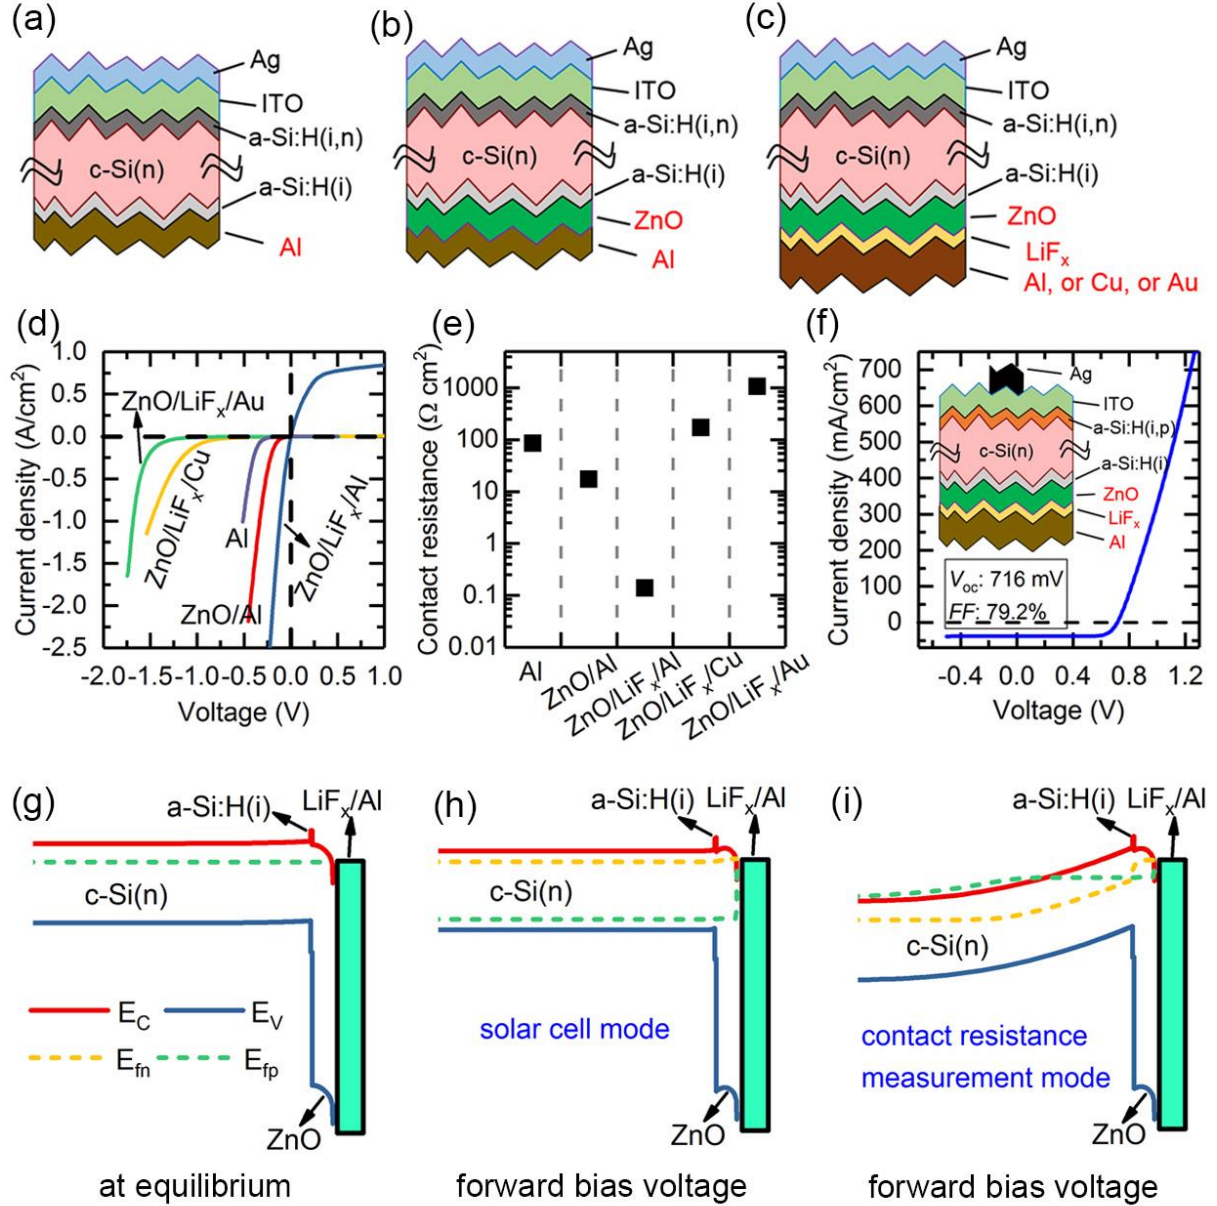 (a)
Ag
ITO
a-Si:H(i,n)
c-Si(n)
a-Si:H(i)
Al
(b)
Ag
ITO
a-Si:H(i,n)
c-Si(n)
a-Si:H(i)
ZnO
Al
(c)
Ag
ITO
a-Si:H(i,n)
c-Si(n)
a-Si:H(i)
ZnO
LiFₓ
Al, or Cu, or Au
(d)
Current density (A/cm²)
1.0
0.5
0.0
-0.5
-1.0
-1.5
-2.0
-2.5
ZnO/LiFₓ/Au
ZnO/LiFₓ/Cu
Al
ZnO/Al
ZnO/LiFₓ/Al
-2.0 -1.5 -1.0 -0.5 0.0 0.5 1.0
Voltage (V)
(e)
Contact resistance (Ω cm²)
1000
100
10
1
0.1
0.01
Al
ZnO/Al
ZnO/LiFₓ/Al
ZnO/LiFₓ/Cu
ZnO/LiFₓ/Au
(f)
Current density (mA/cm²)
700
600
500
400
300
200
100
0
Ag
ITO
a-Si:H(i,p)
c-Si(n)
a-Si:H(i)
ZnO
LiFₓ
Al
Voc: 716 mV
FF: 79.2%
-0.4 0.0 0.4 0.8 1.2
Voltage (V)
(g)
a-Si:H(i)
LiFₓ/Al
c-Si(n)
E_C
E_V
E_fn
E_fp
ZnO
at equilibrium
(h)
a-Si:H(i)
LiFₓ/Al
c-Si(n)
solar cell mode
ZnO
forward bias voltage
(i)
a-Si:H(i)
LiFₓ/Al
c-Si(n)
contact resistance
measurement mode
ZnO
forward bias voltage